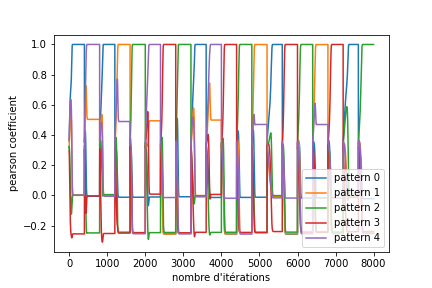 1.0
0.8
0.6
0.4
0.2
0.0
−0.2
pearson coefficient
pattern 0
pattern 1
pattern 2
pattern 3
pattern 4
0 1000 2000 3000 4000 5000 6000 7000 8000
nombre d'itérations